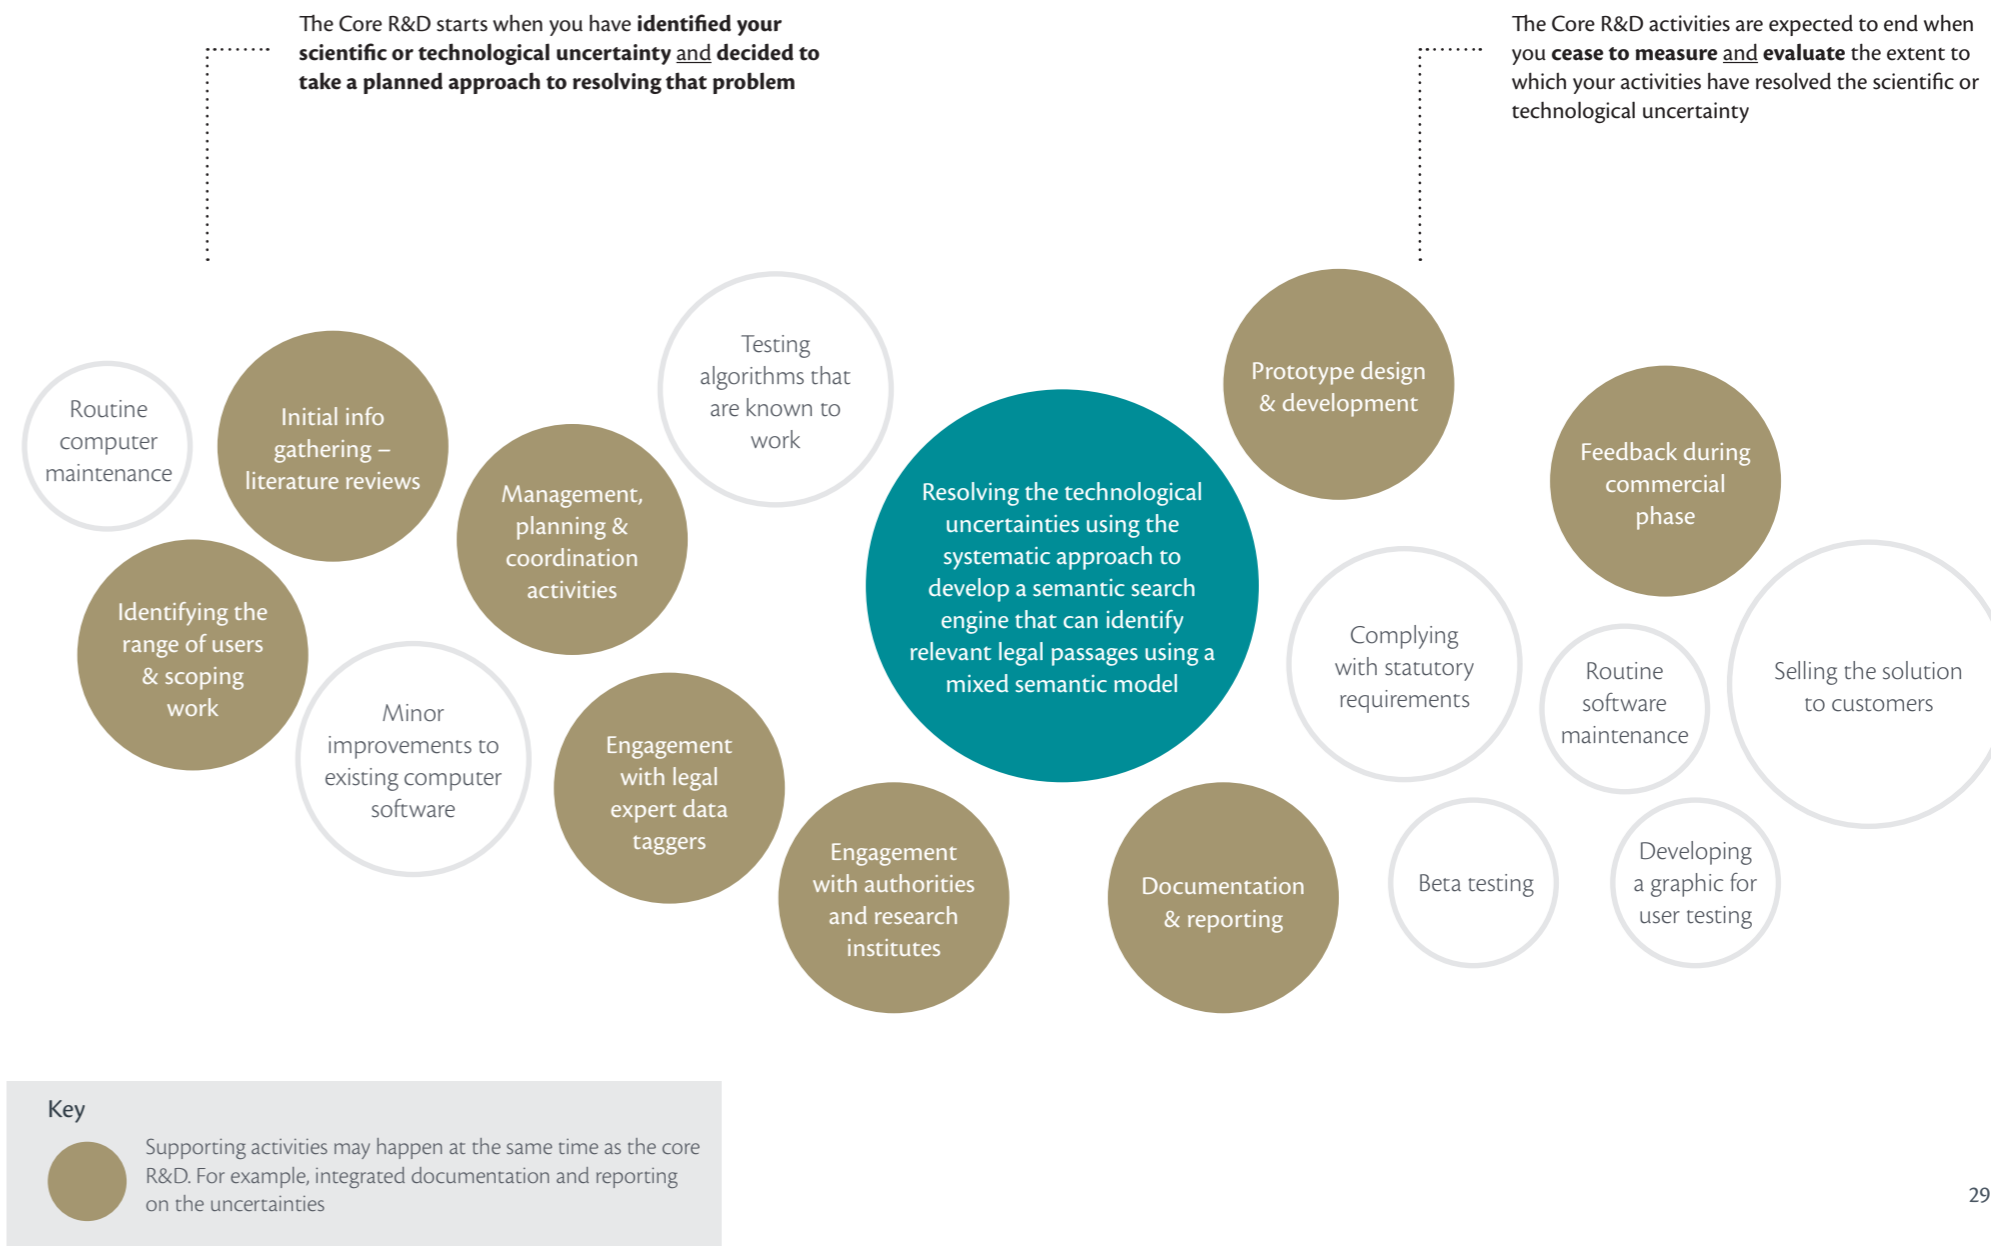 The Core R&D starts when you have identified your
scientific or technological uncertainty and decided to
take a planned approach to resolving that problem
The Core R&D activities are expected to end when
you cease to measure and evaluate the extent to
which your activities have resolved the scientific or
technological uncertainty
Routine
computer
maintenance
Initial info
gathering –
literature reviews
Identifying the
range of users
& scoping
work
Management,
planning &
coordination
activities
Minor
improvements to
existing computer
software
Testing
algorithms that
are known to
work
Engagement
with legal
expert data
taggers
Engagement
with authorities
and research
institutes
Resolving the technological
uncertainties using the
systematic approach to
develop a semantic search
engine that can identify
relevant legal passages using a
mixed semantic model
Prototype design
& development
Documentation
& reporting
Complying
with statutory
requirements
Beta testing
Feedback during
commercial
phase
Routine
software
maintenance
Developing
a graphic for
user testing
Selling the solution
to customers
Key
Supporting activities may happen at the same time as the core
R&D. For example, integrated documentation and reporting
on the uncertainties
29